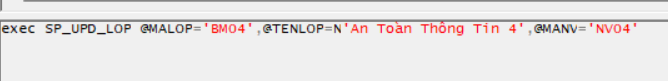 exec SP_UPD_LOP @MALOP='BM04',@TENLOP=N'An Toàn Thông Tin 4',@MANV='NV04'